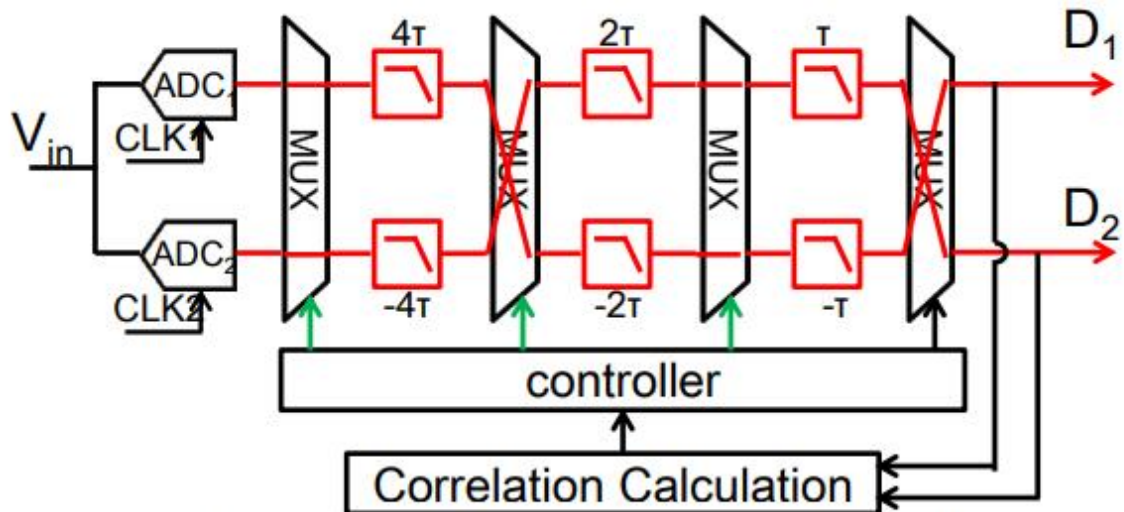 4τ 2τ τ D1
ADC1
CLK1
Vin
MUX MUX MUX MUX
D2
ADC2
CLK2
-4τ -2τ -τ
controller
Correlation Calculation